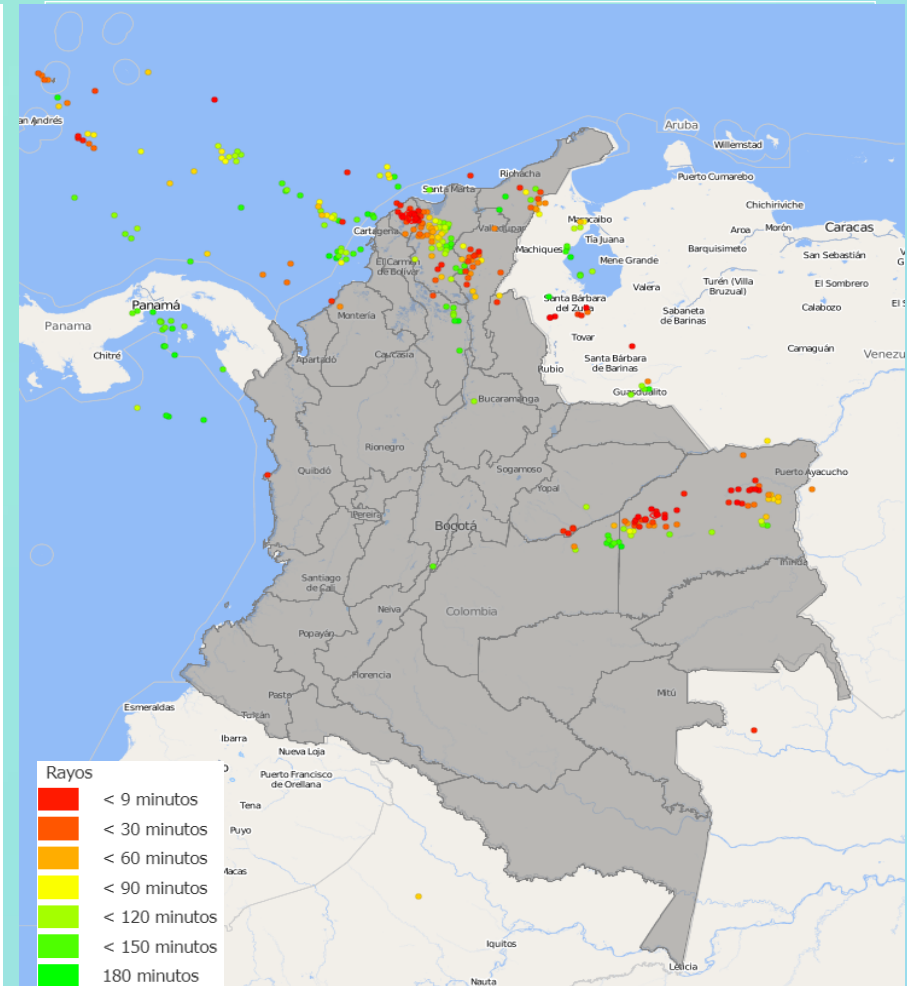 an Andrés
Aruba
Willemstad
Puerto Cumarebo
Riohacha
Santa Marta
Chichiriviche
Maracaibo
Cartagena
Valledupar
Tia Juana
Aroa
Morón
Caracas
Machiques
Barquisimeto
El Carmen
de Bolívar
Mene Grande
San Sebastián
Turén (Villa
Bruzual)
Valera
El Sombrero
Santa Bárbara
del Zulia
Panamá
Sabaneta
de Barinas
Calabozo
El S
Montería
Panama
Tovar
Camaguán
Chitré
Apartadó
Caucasia
Santa Bárbara
de Barinas
Venezu
Rubio
Guasdualito
Bucaramanga
Rionegro
Quibdó
Sogamoso
Puerto Ayacucho
Yopal
Pereira
Bogotá
Inírida
Santiago
de Cali
Neiva
Colombia
Popayán
Florencia
Mitú
Pasto
Esmeraldas
Tulcán
Ibarra
Nueva Loja
Puerto Francisco
de Orellana
Tena
Puyo
Macas
Iquitos
Leticia
Nauta
Rayos
< 9 minutos
< 30 minutos
< 60 minutos
< 90 minutos
< 120 minutos
< 150 minutos
180 minutos